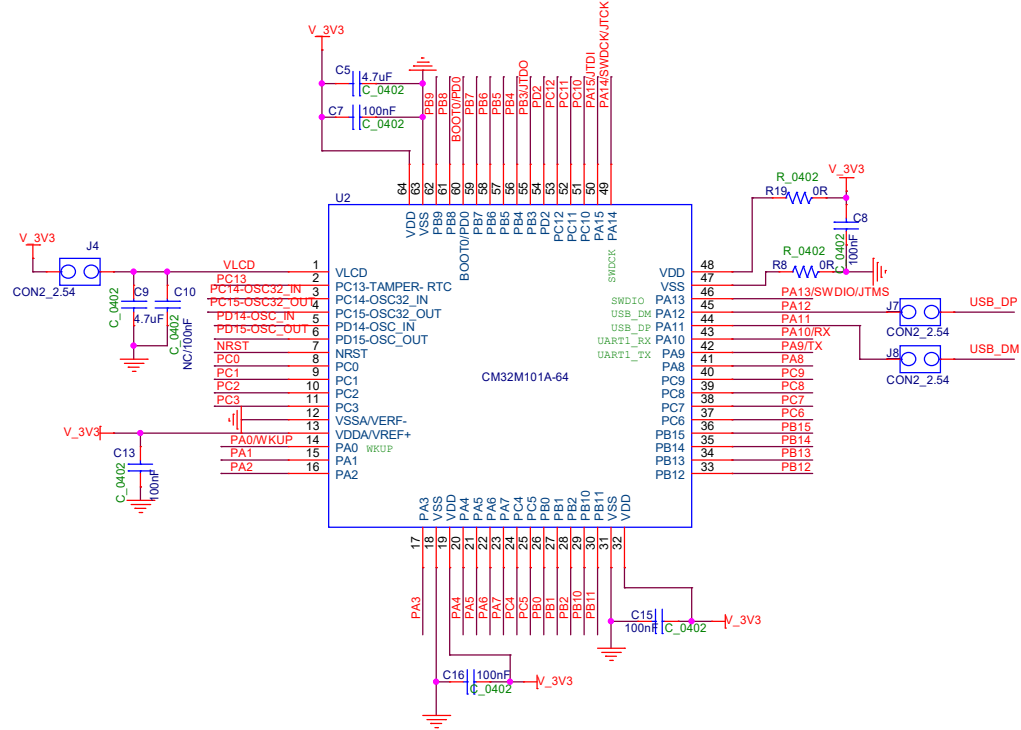 V_3V3
C5
4.7uF
C_0402
C7
100nF
C_0402
PB9
PB8
BOOT0/PD0
PB7
PB6
PB5
PB4
PB3/JTDO
PD2
PC12
PC11
PC10
PA15/JTDI
PA14/SWDCK/JTCK
64
63
62
61
60
59
58
57
56
55
54
53
52
51
50
49
U2
VDD
VSS
PB9
PB8
BOOT0/PD0
PB7
PB6
PB5
PB4
PB3
PD2
PC12
PC11
PC10
PA15
PA14
SWDCK
R_0402
R19
0R
V_3V3
C8
C_0402
100nF
R_0402
R8
0R
V_3V3
J4
CON2_2.54
C_0402
C9
4.7uF
C10
C_0402
NC/100nF
VLCD 1 VLCD
PC13 2 PC13-TAMPER- RTC
PC14-OSC32_IN 3 PC14-OSC32_IN
PC15-OSC32_OUT 4 PC15-OSC32_OUT
PD14-OSC_IN 5 PD14-OSC_IN
PD15-OSC_OUT 6 PD15-OSC_OUT
NRST 7 NRST
PC0 8 PC0
PC1 9 PC1
PC2 10 PC2
PC3 11 PC3
12 VSSA/VERF-
V_3V3 13 VDDA/VREF+
PA0/WKUP 14 PA0 WKUP
PA1 15 PA1
PA2 16 PA2
C13
C_0402
100nF
CM32M101A-64
VDD 48
VSS 47
SWDIO PA13 46 PA13/SWDIO/JTMS
USB_DM PA12 45 PA12
USB_DP PA11 44 PA11
UART1_RX PA10 43 PA10/RX
UART1_TX PA9 42 PA9/TX
PA8 41 PA8
PC9 40 PC9
PC8 39 PC8
PC7 38 PC7
PC6 37 PC6
PB15 36 PB15
PB14 35 PB14
PB13 34 PB13
PB12 33 PB12
J7
USB_DP
CON2_2.54
J8
USB_DM
CON2_2.54
PA3
VSS
VDD
PA4
PA5
PA6
PA7
PC4
PC5
PB0
PB1
PB2
PB10
PB11
VSS
VDD
17
18
19
20
21
22
23
24
25
26
27
28
29
30
31
32
PA3
PA4
PA5
PA6
PA7
PC4
PC5
PB0
PB1
PB2
PB10
PB11
C15
100nF
C_0402
V_3V3
C16
100nF
C_0402
V_3V3